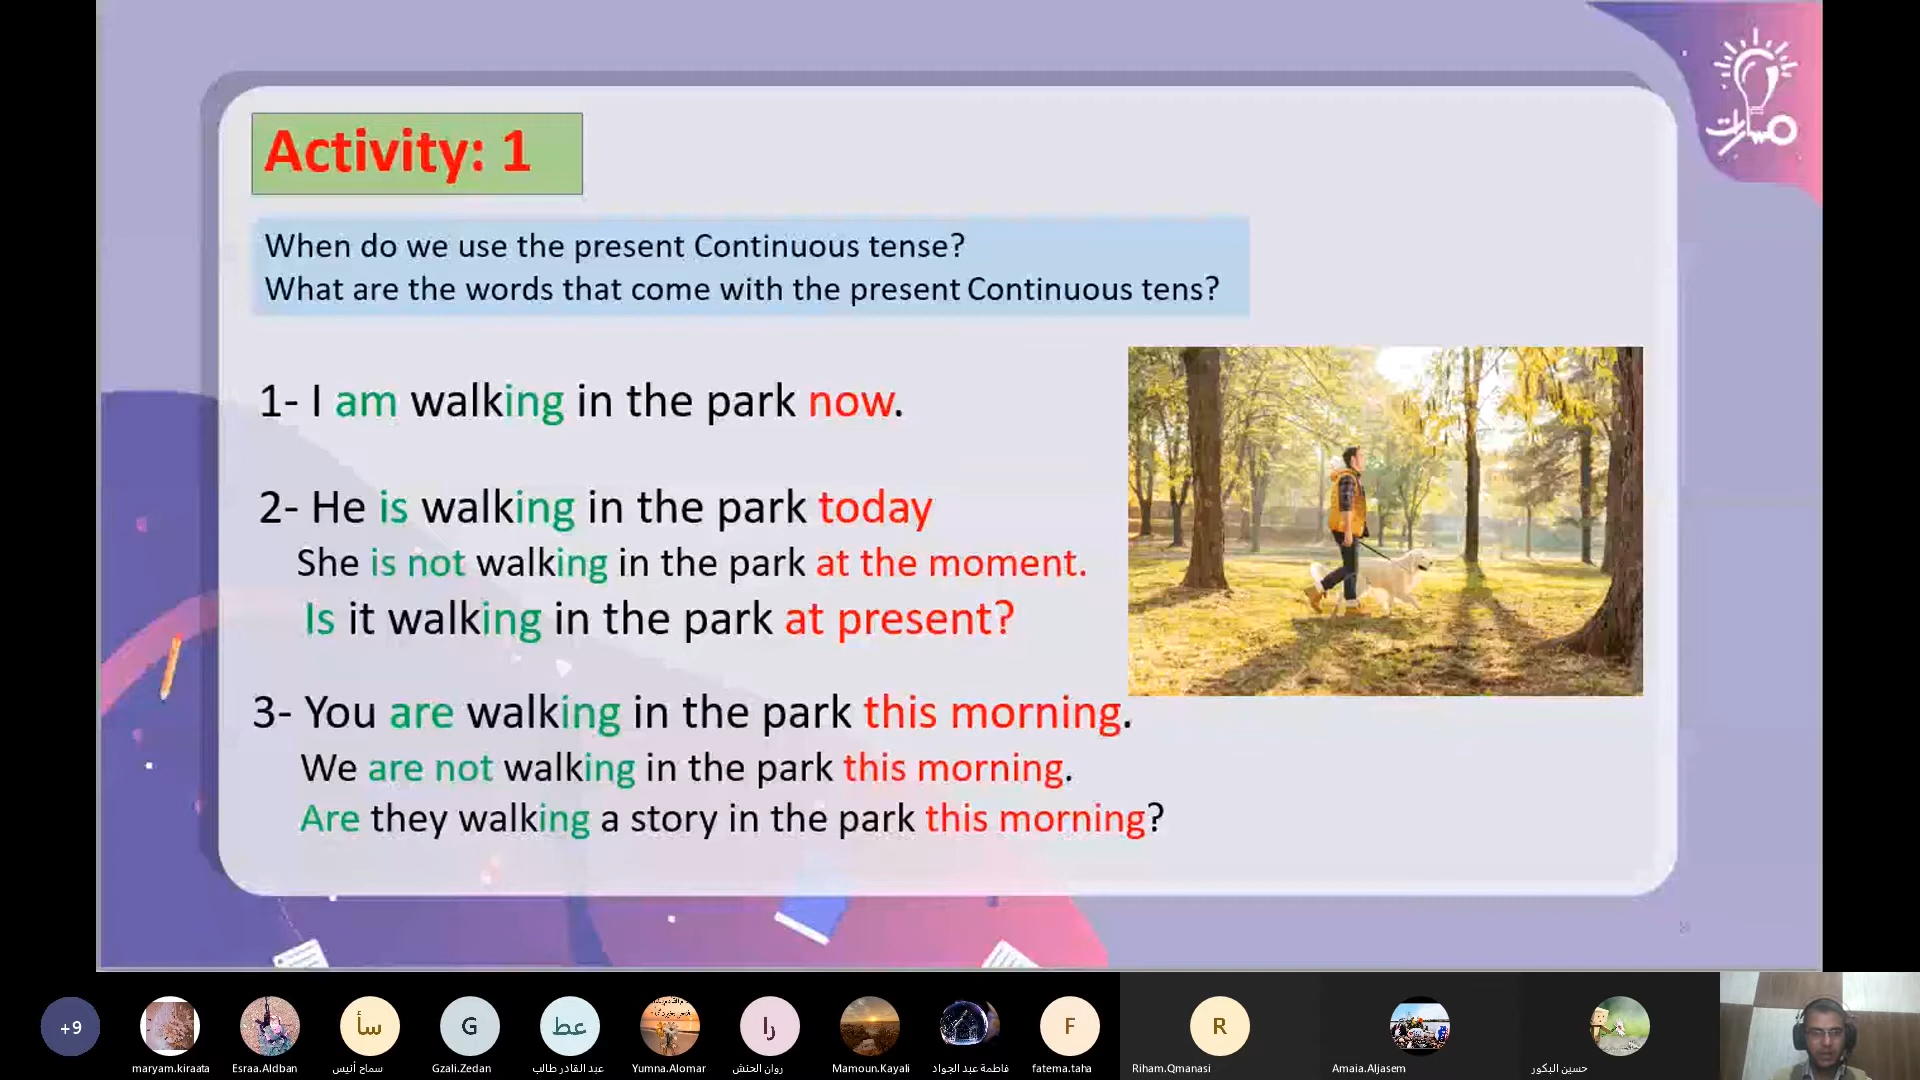 مسارات
Activity: 1
When do we use the present Continuous tense?
What are the words that come with the present Continuous tens?
1- I am walking in the park now.
2- He is walking in the park today
She is not walking in the park at the moment.
Is it walking in the park at present?
3- You are walking in the park this morning.
We are not walking in the park this morning.
Are they walking a story in the park this morning?
+9
سأ
G
عط
را
F
R
maryam.kiraata
Esraa.Aldban
سماح أنيس
Gzali.Zedan
عبد القادر طالب
Yumna.Alomar
روان الحنش
Mamoun.Kayali
فاطمة عبد الجواد
fatema.taha
Riham.Qmanasi
Amaia.Aljasem
حسين البكور